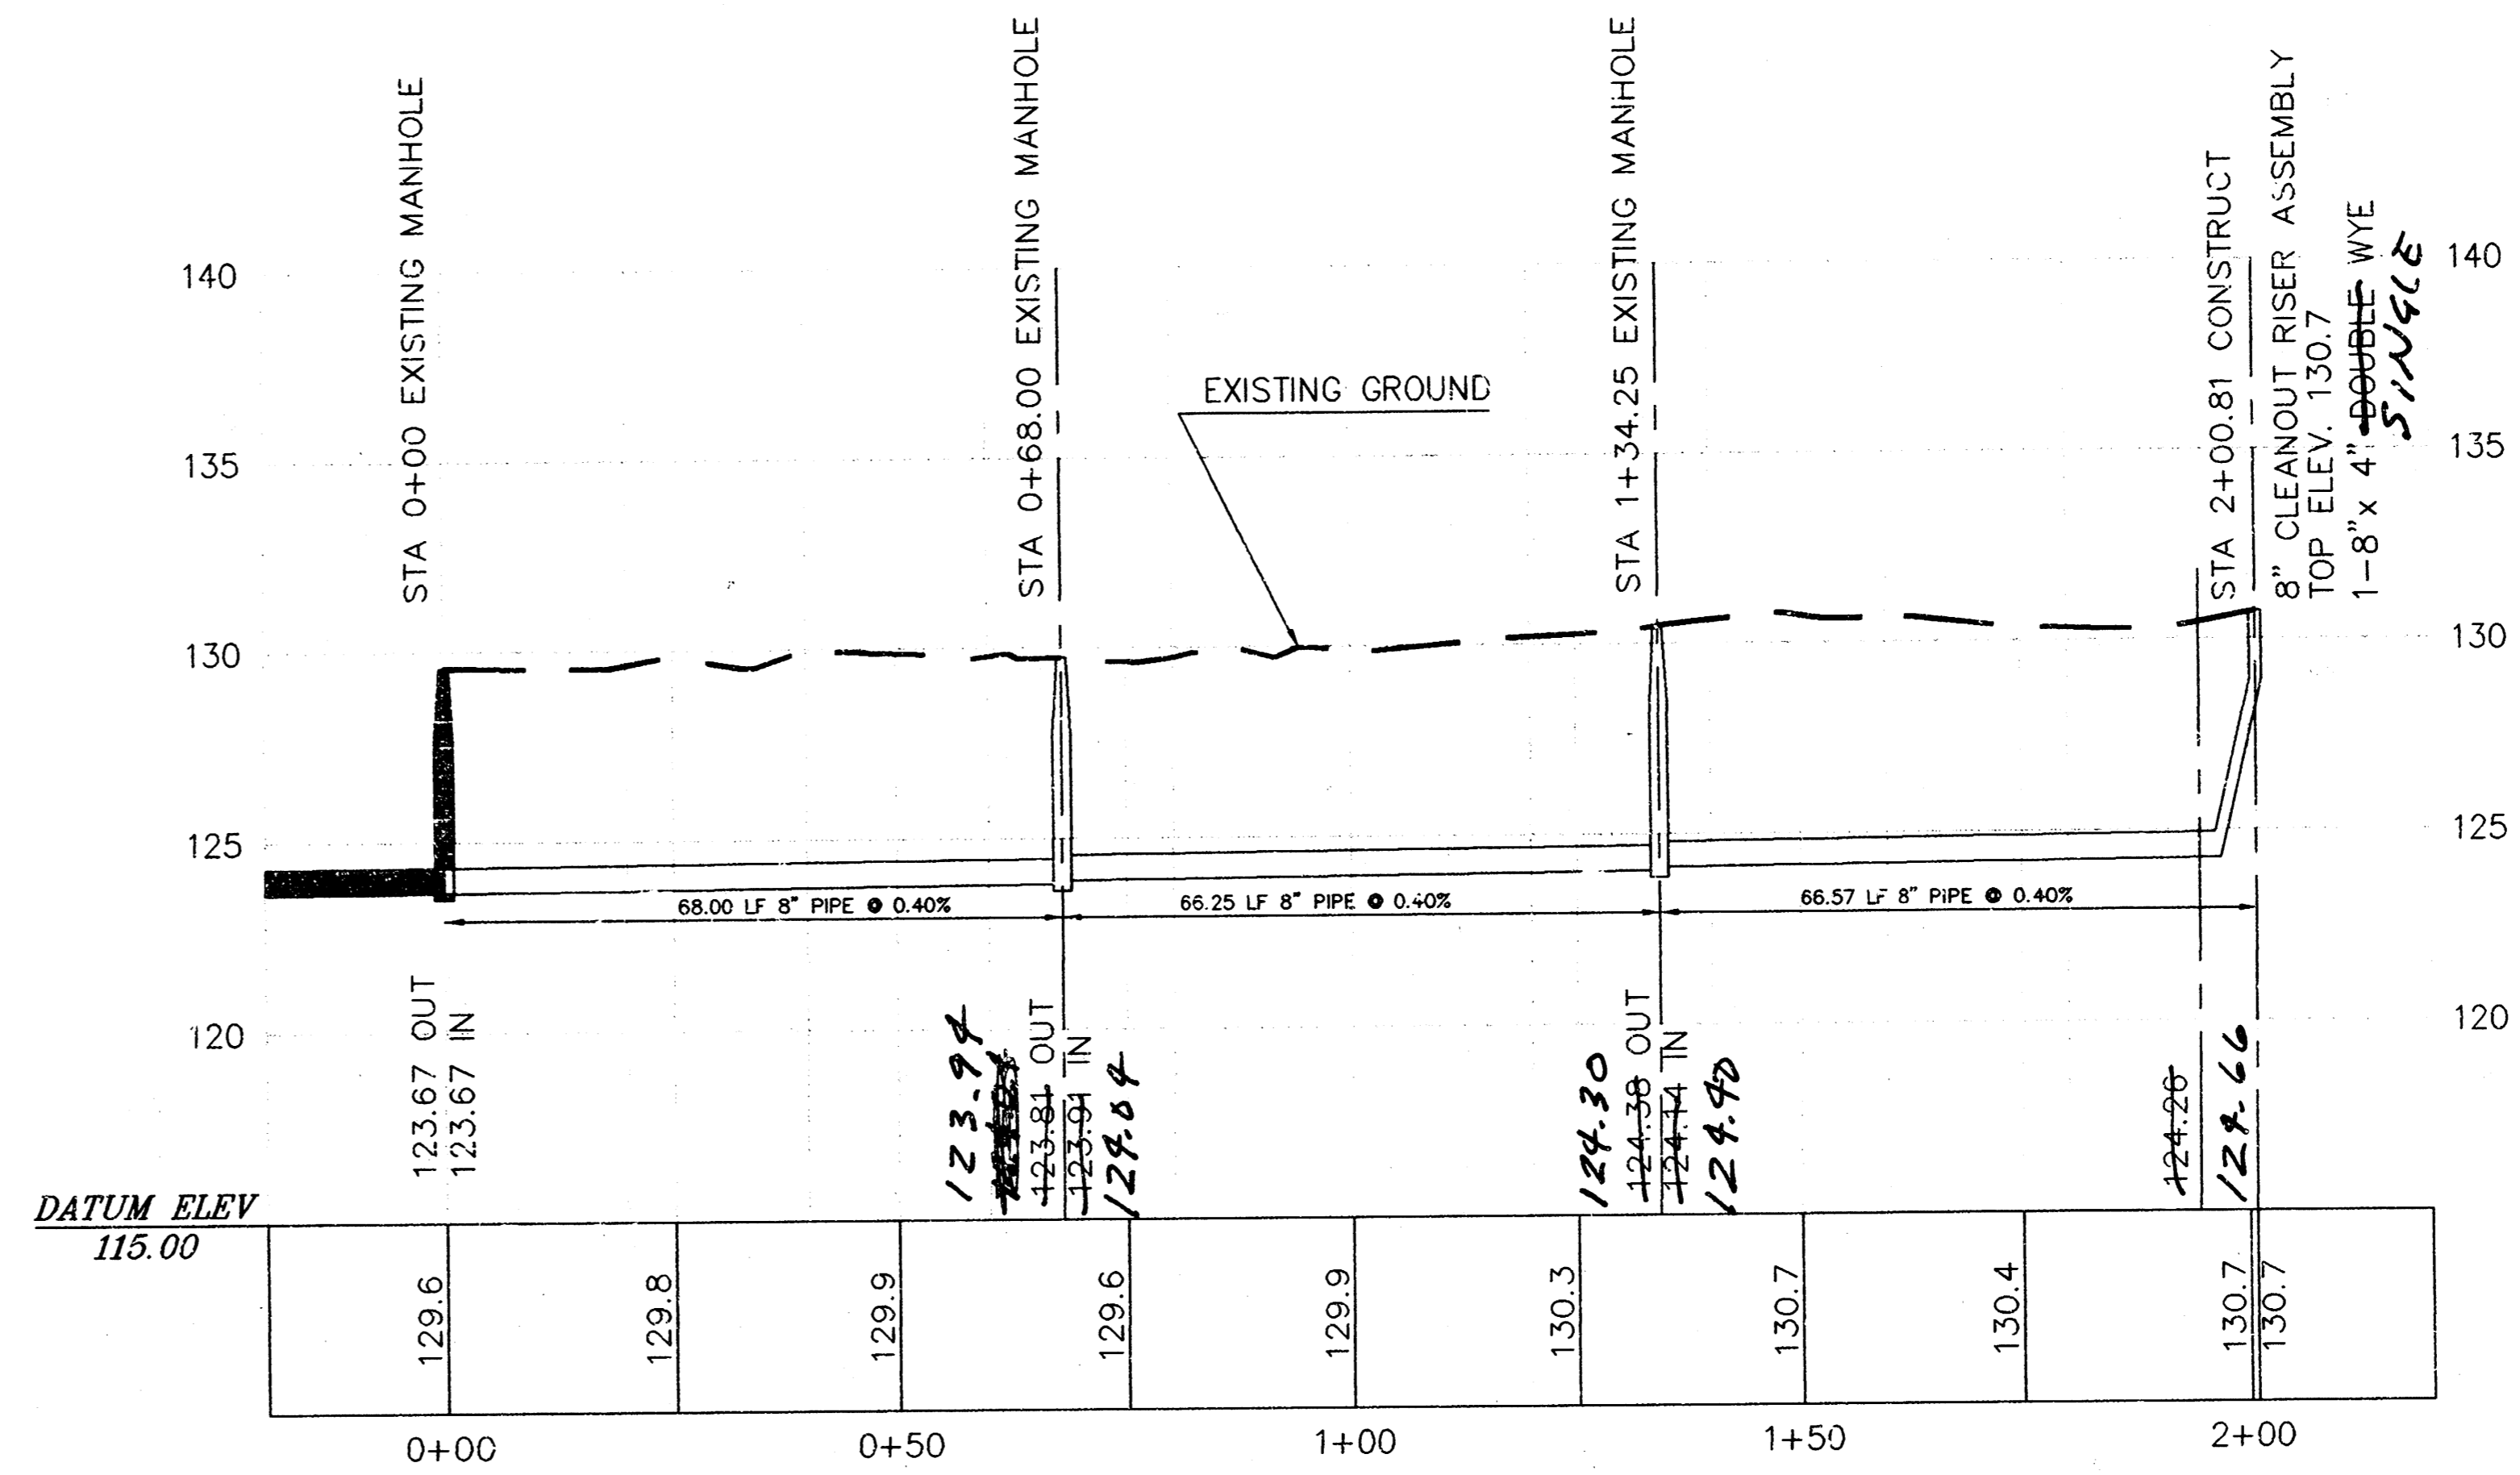 STA 0+00 EXISTING MANHOLE
STA 0+68.00 EXISTING MANHOLE
STA 1+34.25 EXISTING MANHOLE
STA 2+00.81 CONSTRUCT
8" CLEANOUT RISER ASSEMBLY
TOP ELEV. 130.7
1-8"x 4" DOUBLE WYE
SINGLE
EXISTING GROUND
140
140
135
135
130
130
125
125
120
120
68.00 LF 8" PIPE @ 0.40%
66.25 LF 8" PIPE @ 0.40%
66.57 LF 8" PIPE @ 0.40%
123.67 OUT
123.67 IN
123.94
123.81 OUT
123.91 IN
124.04
124.30
124.38 OUT
124.14 IN
124.40
124.26
124.66
DATUM ELEV
115.00
129.6
129.8
129.9
129.6
129.9
130.3
130.7
130.4
130.7
130.7
0+00
0+50
1+00
1+50
2+00